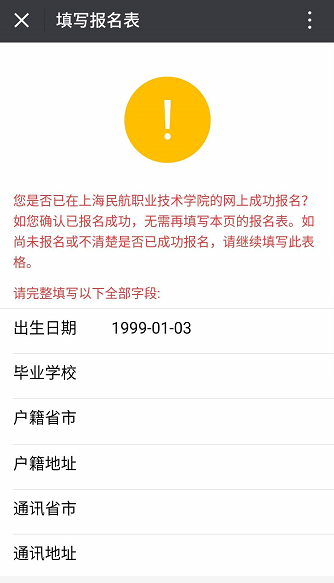 填写报名表
!
您是否已在上海民航职业技术学院的网上成功报名?
如您确认已报名成功，无需再填写本页的报名表。如
尚未报名或不清楚是否已成功报名，请继续填写此表
格。
请完整填写以下全部字段:
出生日期 1999-01-03
毕业学校
户籍省市
户籍地址
通讯省市
通讯地址